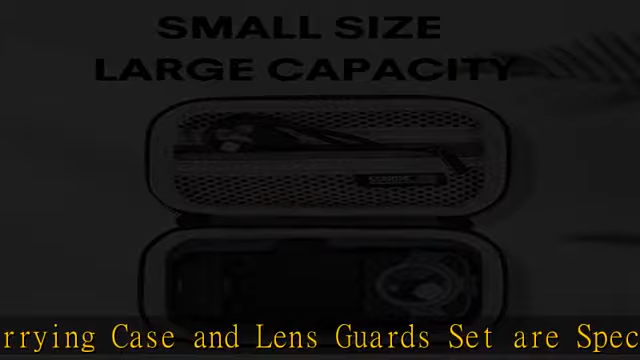 SMALL SIZE
LARGE CAPACITY
rrying Case and Lens Guards Set are Spec